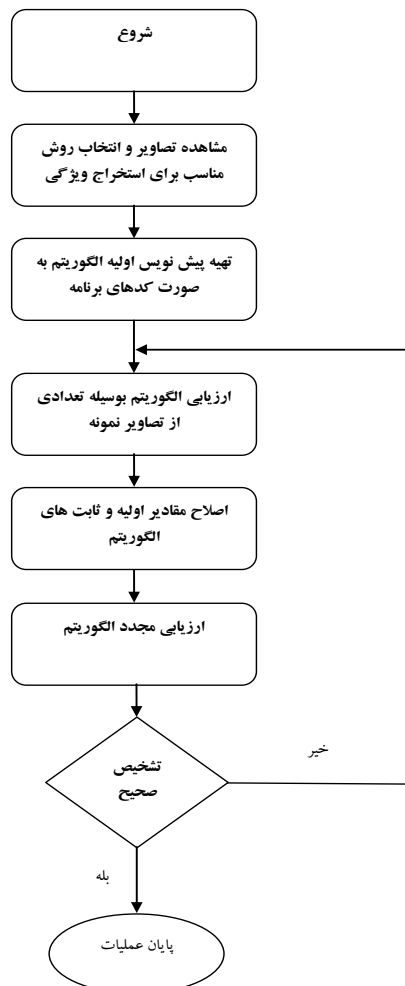 شروع
مشاهده تصاویر و انتخاب روش
مناسب برای استخراج ویژگی
تهیه پیش نویس اولیه الگوریتم به
صورت کدهای برنامه
ارزیابی الگوریتم بوسیله تعدادی
از تصاویر نمونه
اصلاح مقادیر اولیه و ثابت های
الگوریتم
ارزیابی مجدد الگوریتم
تشخیص
صحیح
خیر
بله
پایان عملیات